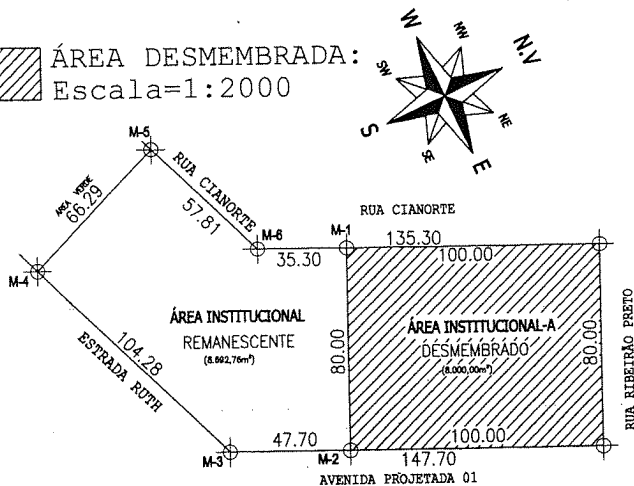 ÁREA DESMEMBRADA:
Escala=1:2000
W
NW
N.V
SW
NE
S
SE
E
M-5
RUA CIANORTE
57.81
ÁREA VERDE
66.29
M-6
35.30
M-1
RUA CIANORTE
135.30
100.00
M-4
ÁREA INSTITUCIONAL
REMANESCENTE
(8.692,76m²)
80.00
ÁREA INSTITUCIONAL-A
DESMEMBRADO
(8.000,00m²)
80.00
RUA RIBEIRÃO PRETO
104.28
ESTRADA RUTH
M-3
47.70
M-2
100.00
147.70
AVENIDA PROJETADA 01